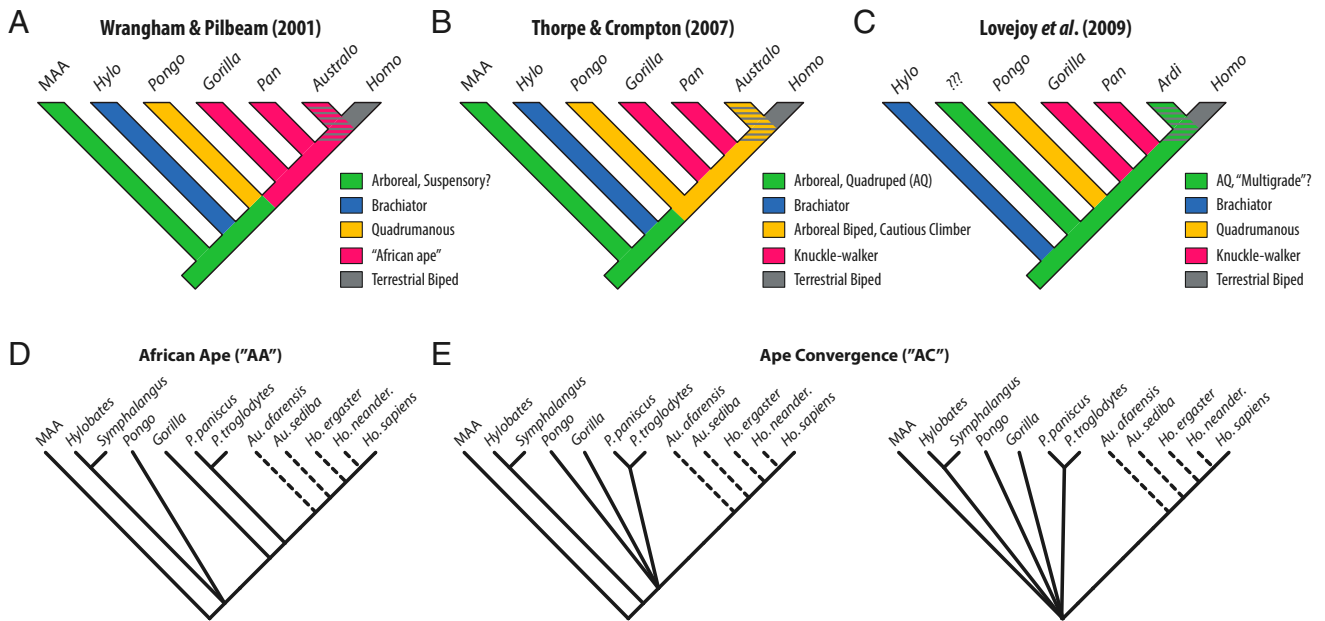 A
Wrangham & Pilbeam (2001)
MAA
Hylo
Pongo
Gorilla
Pan
Australo
Homo
Arboreal, Suspensory?
Brachiator
Quadrumanous
"African ape"
Terrestrial Biped
B
Thorpe & Crompton (2007)
MAA
Hylo
Pongo
Gorilla
Pan
Australo
Homo
Arboreal, Quadruped (AQ)
Brachiator
Arboreal Biped, Cautious Climber
Knuckle-walker
Terrestrial Biped
C
Lovejoy et al. (2009)
Hylo
???
Pongo
Gorilla
Pan
Ardi
Homo
AQ, "Multigrade"?
Brachiator
Quadrumanous
Knuckle-walker
Terrestrial Biped
D
African Ape ("AA")
MAA
Hylobates
Symphalangus
Pongo
Gorilla
P. paniscus
P. troglodytes
Au. afarensis
Au. sediba
Ho. ergaster
Ho. neander.
Ho. sapiens
E
Ape Convergence ("AC")
MAA
Hylobates
Symphalangus
Pongo
Gorilla
P. paniscus
P. troglodytes
Au. afarensis
Au. sediba
Ho. ergaster
Ho. neander.
Ho. sapiens
MAA
Hylobates
Symphalangus
Pongo
Gorilla
P. paniscus
P. troglodytes
Au. afarensis
Au. sediba
Ho. ergaster
Ho. neander.
Ho. sapiens